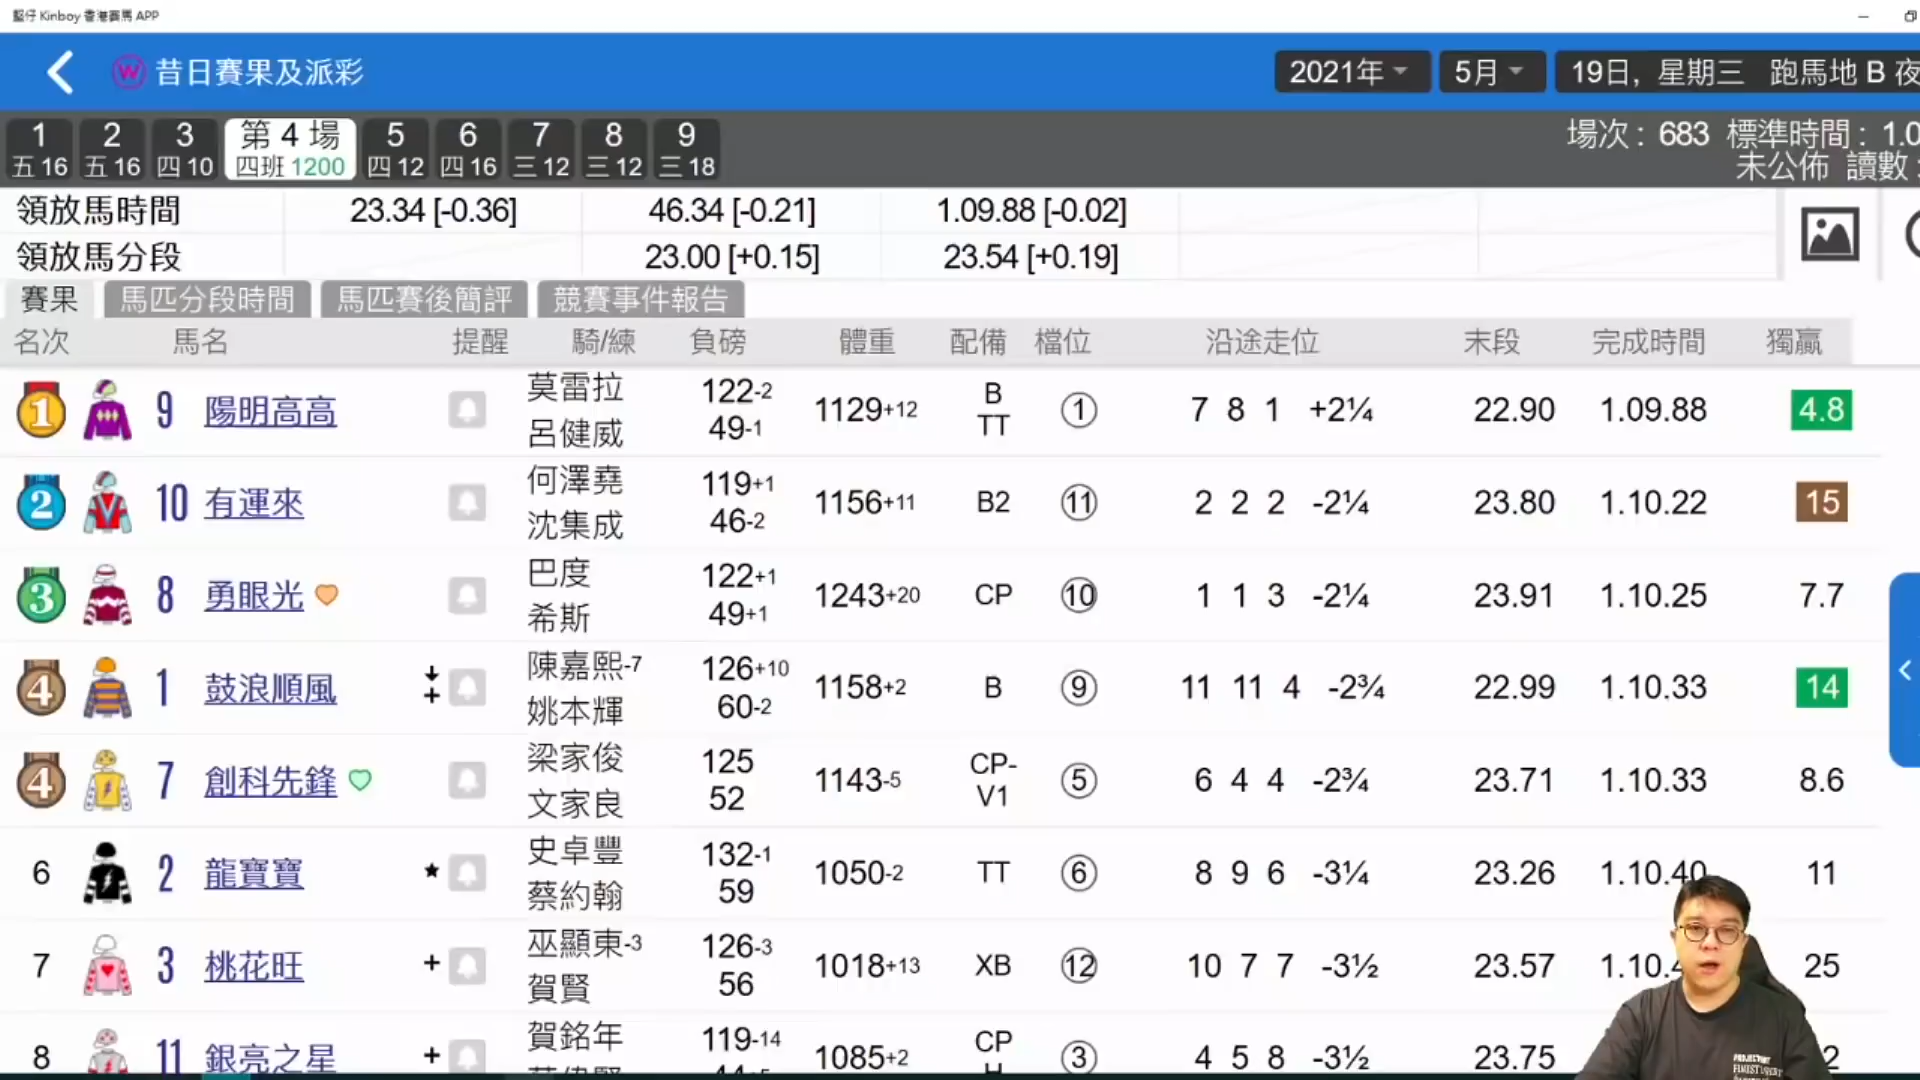 堅仔 Kinboy 香港賽馬 APP
昔日賽果及派彩 2021年 5月 19日, 星期三 跑馬地 B 夜
1 2 3 第 4 場 5 6 7 8 9
五 16 五 16 四 10 四班 1200 四 12 四 16 三 12 三 12 三 18
場次: 683 標準時間: 1.0
未公佈 讀數:
領放馬時間 23.34 [-0.36] 46.34 [-0.21] 1.09.88 [-0.02]
領放馬分段 23.00 [+0.15] 23.54 [+0.19]
賽果 馬匹分段時間 馬匹賽後簡評 競賽事件報告
名次 馬名 提醒 騎/練 負磅 體重 配備 檔位 沿途走位 末段 完成時間 獨贏
1 9 陽明高高 莫雷拉 呂健威 122-2 49-1 1129+12 B TT 1 7 8 1 +2¼ 22.90 1.09.88 4.8
2 10 有運來 何澤堯 沈集成 119+1 46-2 1156+11 B2 11 2 2 2 -2¼ 23.80 1.10.22 15
3 8 勇眼光 巴度 希斯 122+1 49+1 1243+20 CP 10 1 1 3 -2¼ 23.91 1.10.25 7.7
4 1 鼓浪順風 + 陳嘉熙-7 姚本輝 126+10 60-2 1158+2 B 9 11 11 4 -2¾ 22.99 1.10.33 14
4 7 創科先鋒 梁家俊 文家良 125 52 1143-5 CP- V1 5 6 4 4 -2¾ 23.71 1.10.33 8.6
6 2 龍寶寶 ★ 史卓豐 蔡約翰 132-1 59 1050-2 TT 6 8 9 6 -3¼ 23.26 1.10.40 11
7 3 桃花旺 + 巫顯東-3 賀賢 126-3 56 1018+13 XB 12 10 7 7 -3½ 23.57 1.10.4 25
8 11 銀亮之星 + 賀銘年 119-14 1085+2 CP 3 4 5 8 -3½ 23.75 2